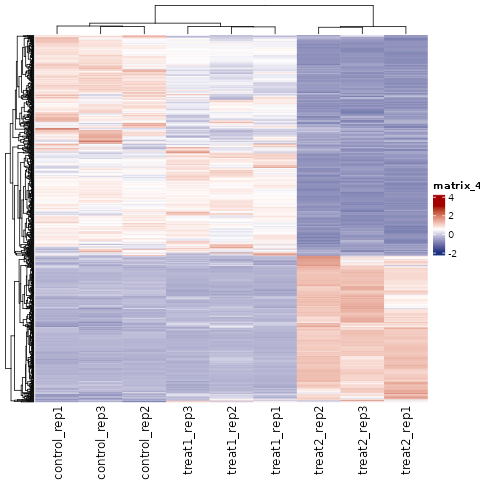 matrix_4
4
2
0
-2
control_rep1
control_rep3
control_rep2
treat1_rep3
treat1_rep2
treat1_rep1
treat2_rep2
treat2_rep3
treat2_rep1